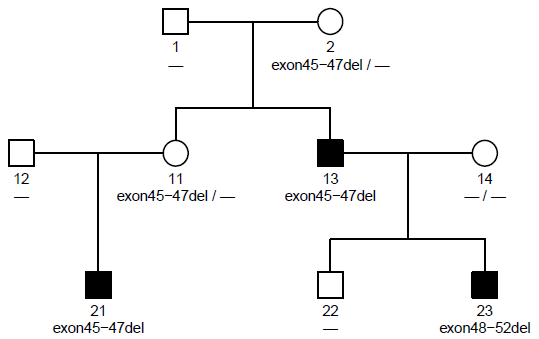 1
2
—
exon45−47del / —
12
11
13
14
—
exon45−47del / —
exon45−47del
— / —
21
22
23
exon45−47del
—
exon48−52del